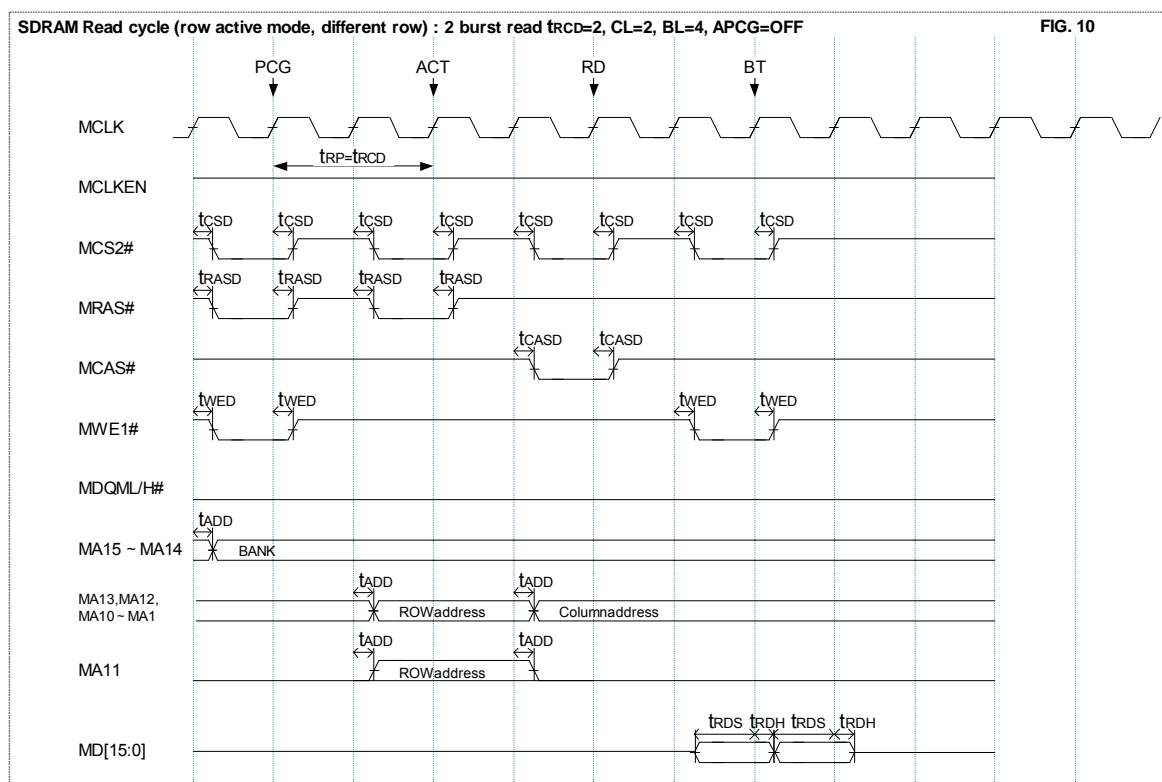 SDRAM Read cycle (row active mode, different row) : 2 burst read tRCD=2, CL=2, BL=4, APCG=OFF FIG. 10
PCG ACT RD BT
MCLK
tRP=tRCD
MCLKEN
tCSD tCSD tCSD tCSD tCSD tCSD tCSD tCSD
MCS2#
tRASD tRASD tRASD tRASD
MRAS#
tCASD tCASD
MCAS#
tWED tWED tWED tWED
MWE1#
MDQML/H#
tADD
MA15 ~ MA14 BANK
tADD tADD
MA13,MA12,
MA10 ~ MA1 ROWaddress Columnaddress
tADD tADD
MA11 ROWaddress
tRDS tRDH tRDS tRDH
MD[15:0]